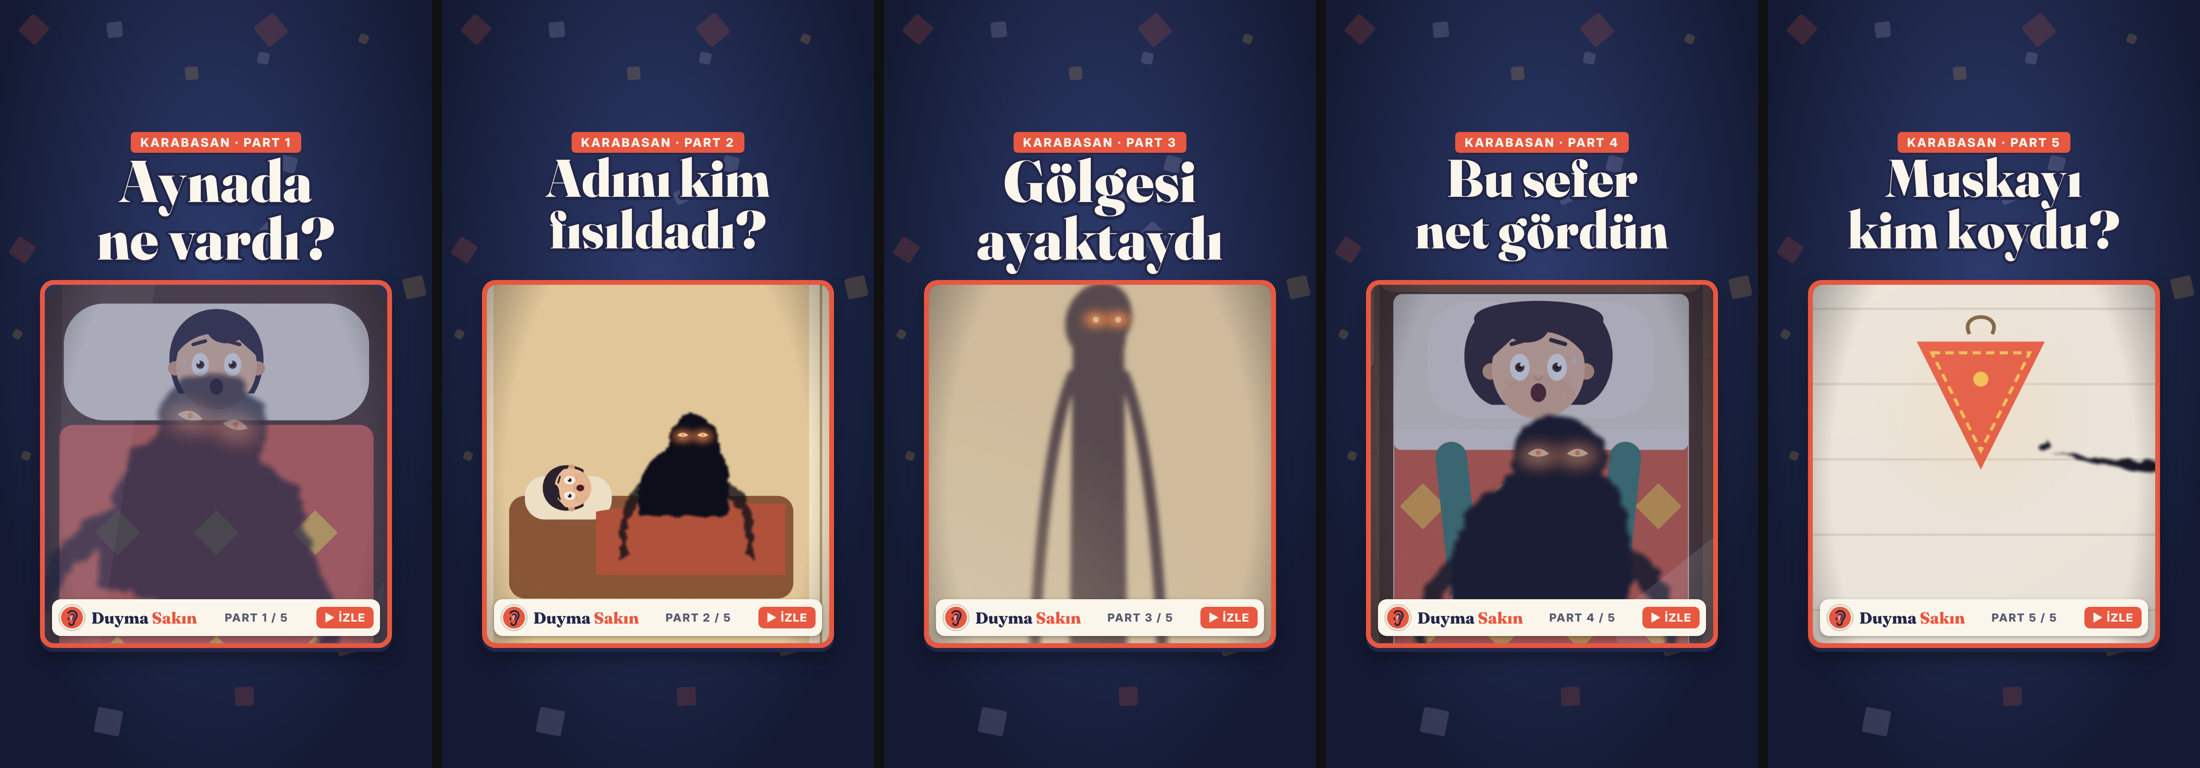 KARABASAN · PART 1
Aynada
ne vardı?
Duyma Sakın PART 1 / 5 ▶ İZLE
KARABASAN · PART 2
Adını kim
fısıldadı?
Duyma Sakın PART 2 / 5 ▶ İZLE
KARABASAN · PART 3
Gölgesi
ayaktaydı
Duyma Sakın PART 3 / 5 ▶ İZLE
KARABASAN · PART 4
Bu sefer
net gördün
Duyma Sakın PART 4 / 5 ▶ İZLE
KARABASAN · PART 5
Muskayı
kim koydu?
Duyma Sakın PART 5 / 5 ▶ İZLE